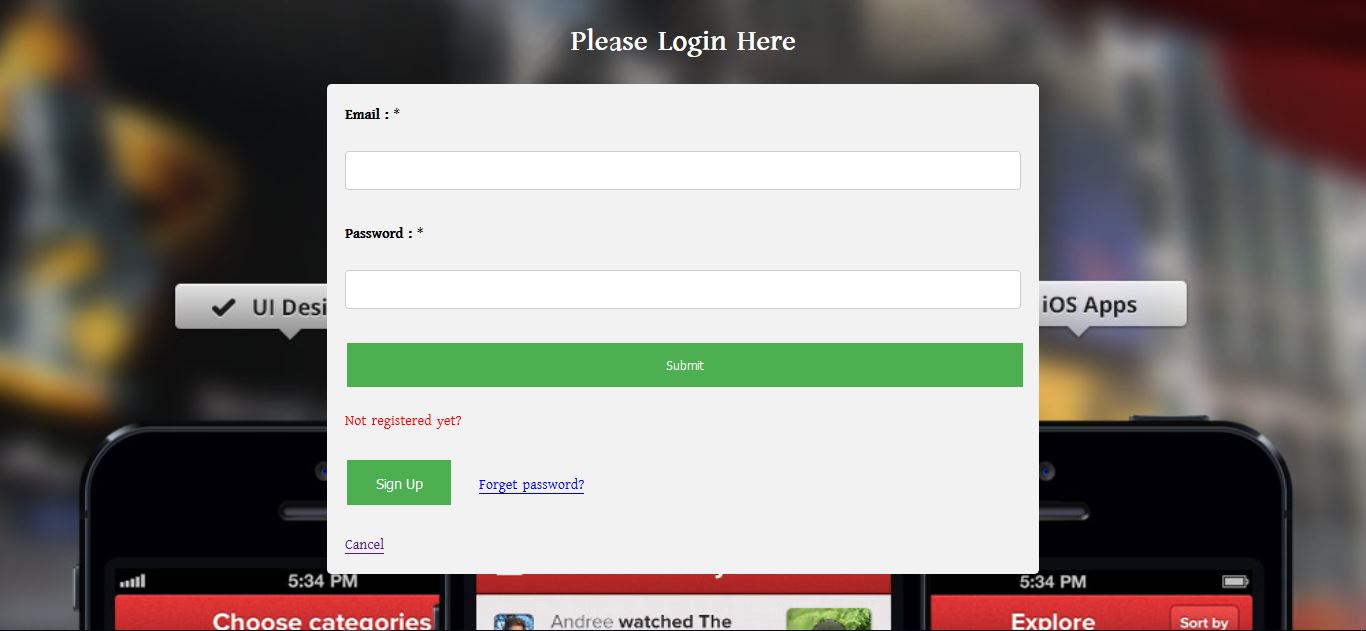 Please Login Here
Email : *
Password : *
UI Desi
iOS Apps
Submit
Not registered yet?
Sign Up
Forget password?
Cancel
5:34 PM
5:34 PM
Choose categories
Andree watched The
Explore
Sort by